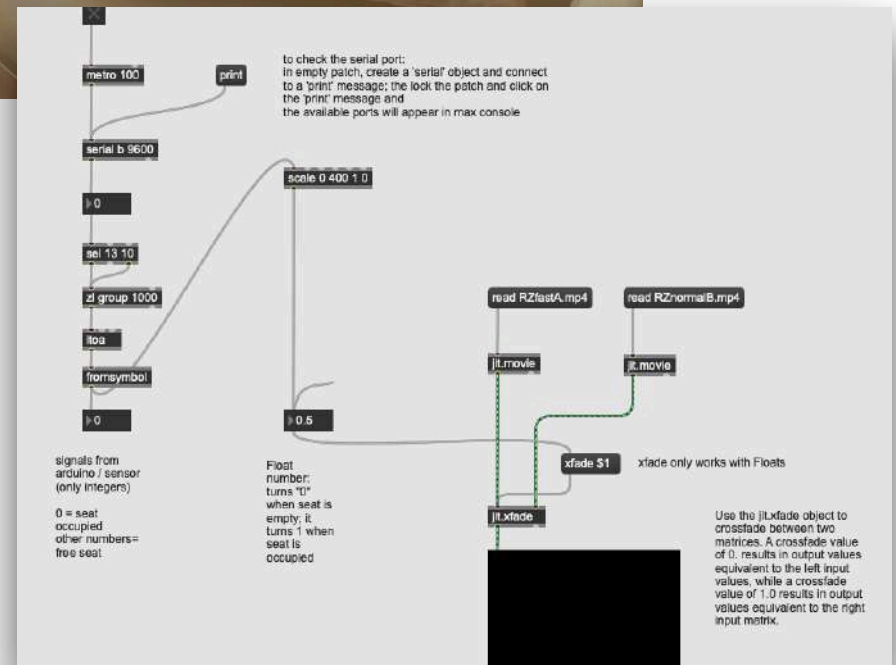 metro 100
print
to check the serial port:
in empty patch, create a 'serial' object and connect
to a 'print' message; the lock the patch and click on
the 'print' message and
the available ports will appear in max console
serial b 9600
scale 0 400 1 0
0
sel 13 10
zl group 1000
read RZfastA.mp4
read RZnormalB.mp4
itoa
jit.movie
jit.movie
fromsymbol
0
0.5
signals from
arduino / sensor
(only integers)
0 = seat
occupied
other numbers=
free seat
Float
number:
turns "0"
when seat is
empty; it
turns 1 when
seat is
occupied
xfade $1
xfade only works with Floats
jit.xfade
Use the jit.xfade object to
crossfade between two
matrices. A crossfade value
of 0. results in output values
equivalent to the left input
values, while a crossfade
value of 1.0 results in output
values equivalent to the right
input matrix.